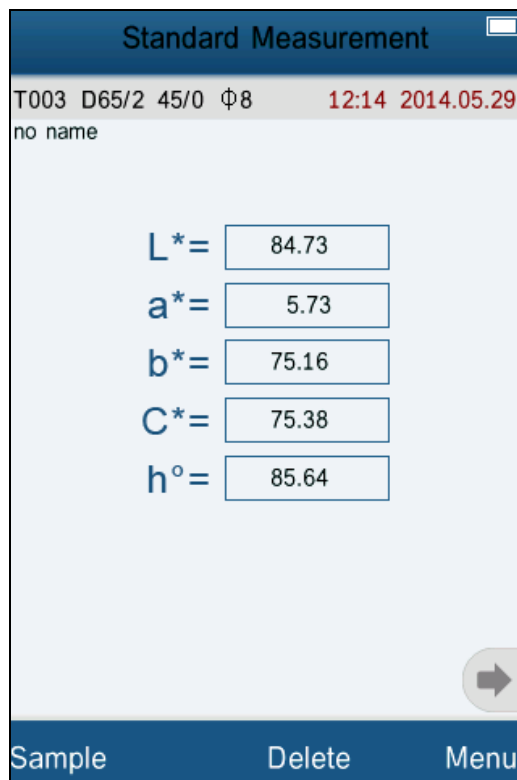 Standard Measurement
T003 D65/2 45/0 Φ8 12:14 2014.05.29
no name
L*= 84.73
a*= 5.73
b*= 75.16
C*= 75.38
h°= 85.64
Sample Delete Menu